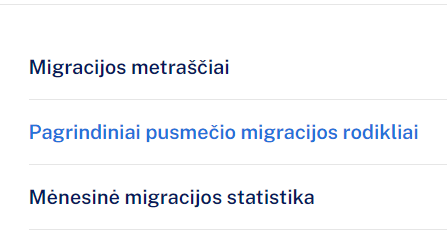 Migracijos metraščiai
Pagrindiniai pusmečio migracijos rodikliai
Mėnesinė migracijos statistika